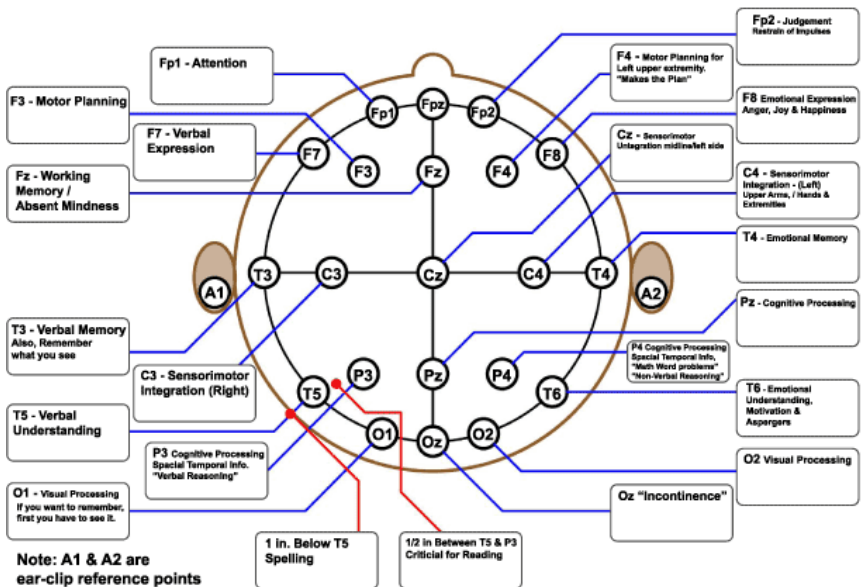 Fp1 - Attention
F3 - Motor Planning
F7 - Verbal
Expression
Fz - Working
Memory /
Absent Mindness
T3 - Verbal Memory
Also, Remember
what you see
C3 - Sensorimotor
Integration (Right)
T5 - Verbal
Understanding
P3 Cognitive Processing
Spacial Temporal Info.
"Verbal Reasoning"
O1 - Visual Processing
If you want to remember,
first you have to see it.
Note: A1 & A2 are
ear-clip reference points
1 in. Below T5
Spelling
1/2 in Between T5 & P3
Criticial for Reading
Fp1
Fpz
Fp2
F7
F3
Fz
F4
F8
A1
T3
C3
Cz
C4
T4
A2
T5
P3
Pz
P4
T6
O1
Oz
O2
Fp2 - Judgement
Restrain of Impulses
F4 - Motor Planning for
Left upper extremity.
"Makes the Plan"
F8 Emotional Expression
Anger, Joy & Happiness
Cz - Sensorimotor
Untagration midline/left side
C4 - Sensorimotor
Integration - (Left)
Upper Arms, / Hands &
Extremities
T4 - Emotional Memory
Pz - Cognitive Processing
P4 Cognitive Processing
Spacial Temporal Info,
"Math Word problems"
"Non-Verbal Reasoning"
T6 - Emotional
Understanding,
Motivation &
Aspergers
O2 Visual Processing
Oz "Incontinence"